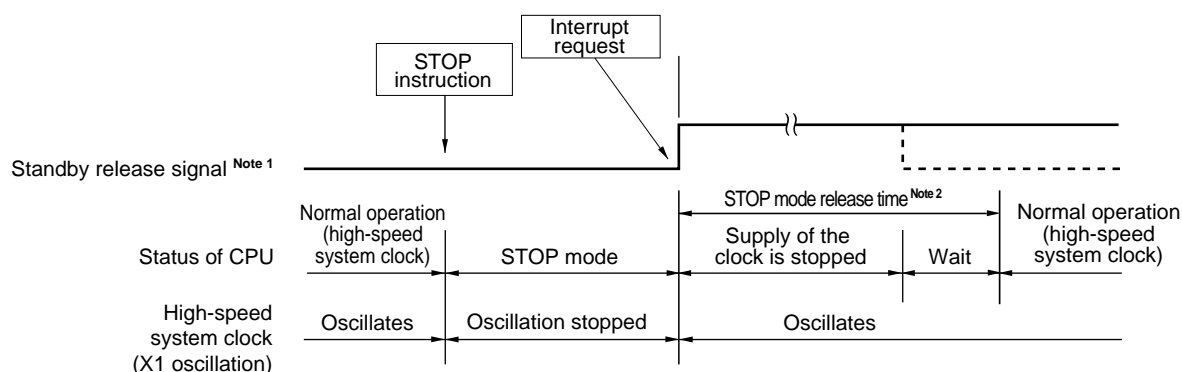 Interrupt
request
STOP
instruction
Standby release signal Note 1
STOP mode release time Note 2
Normal operation
(high-speed
system clock)
Status of CPU
STOP mode
Supply of the
clock is stopped
Wait
Normal operation
(high-speed
system clock)
High-speed
system clock
(X1 oscillation)
Oscillates
Oscillation stopped
Oscillates